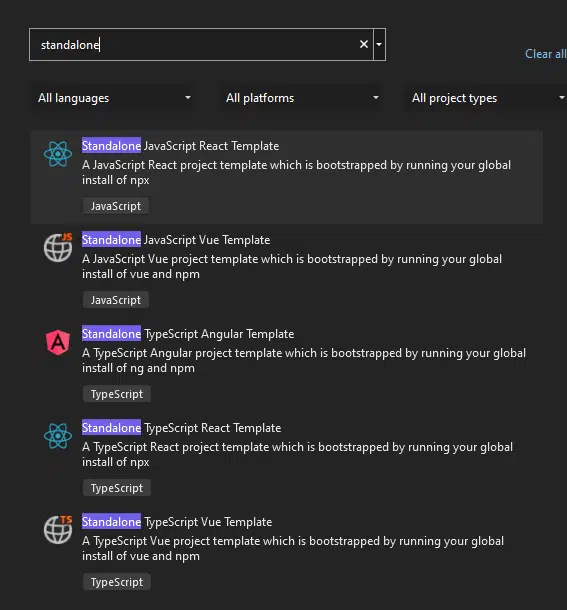 standalone
Clear all
All languages
All platforms
All project types
Standalone JavaScript React Template
A JavaScript React project template which is bootstrapped by running your global
install of npx
JavaScript
JS
Standalone JavaScript Vue Template
A JavaScript Vue project template which is bootstrapped by running your global
install of vue and npm
JavaScript
A
Standalone TypeScript Angular Template
A TypeScript Angular project template which is bootstrapped by running your global
install of ng and npm
TypeScript
Standalone TypeScript React Template
A TypeScript React project template which is bootstrapped by running your global
install of npx
TypeScript
TS
Standalone TypeScript Vue Template
A TypeScript Vue project template which is bootstrapped by running your global
install of vue and npm
TypeScript